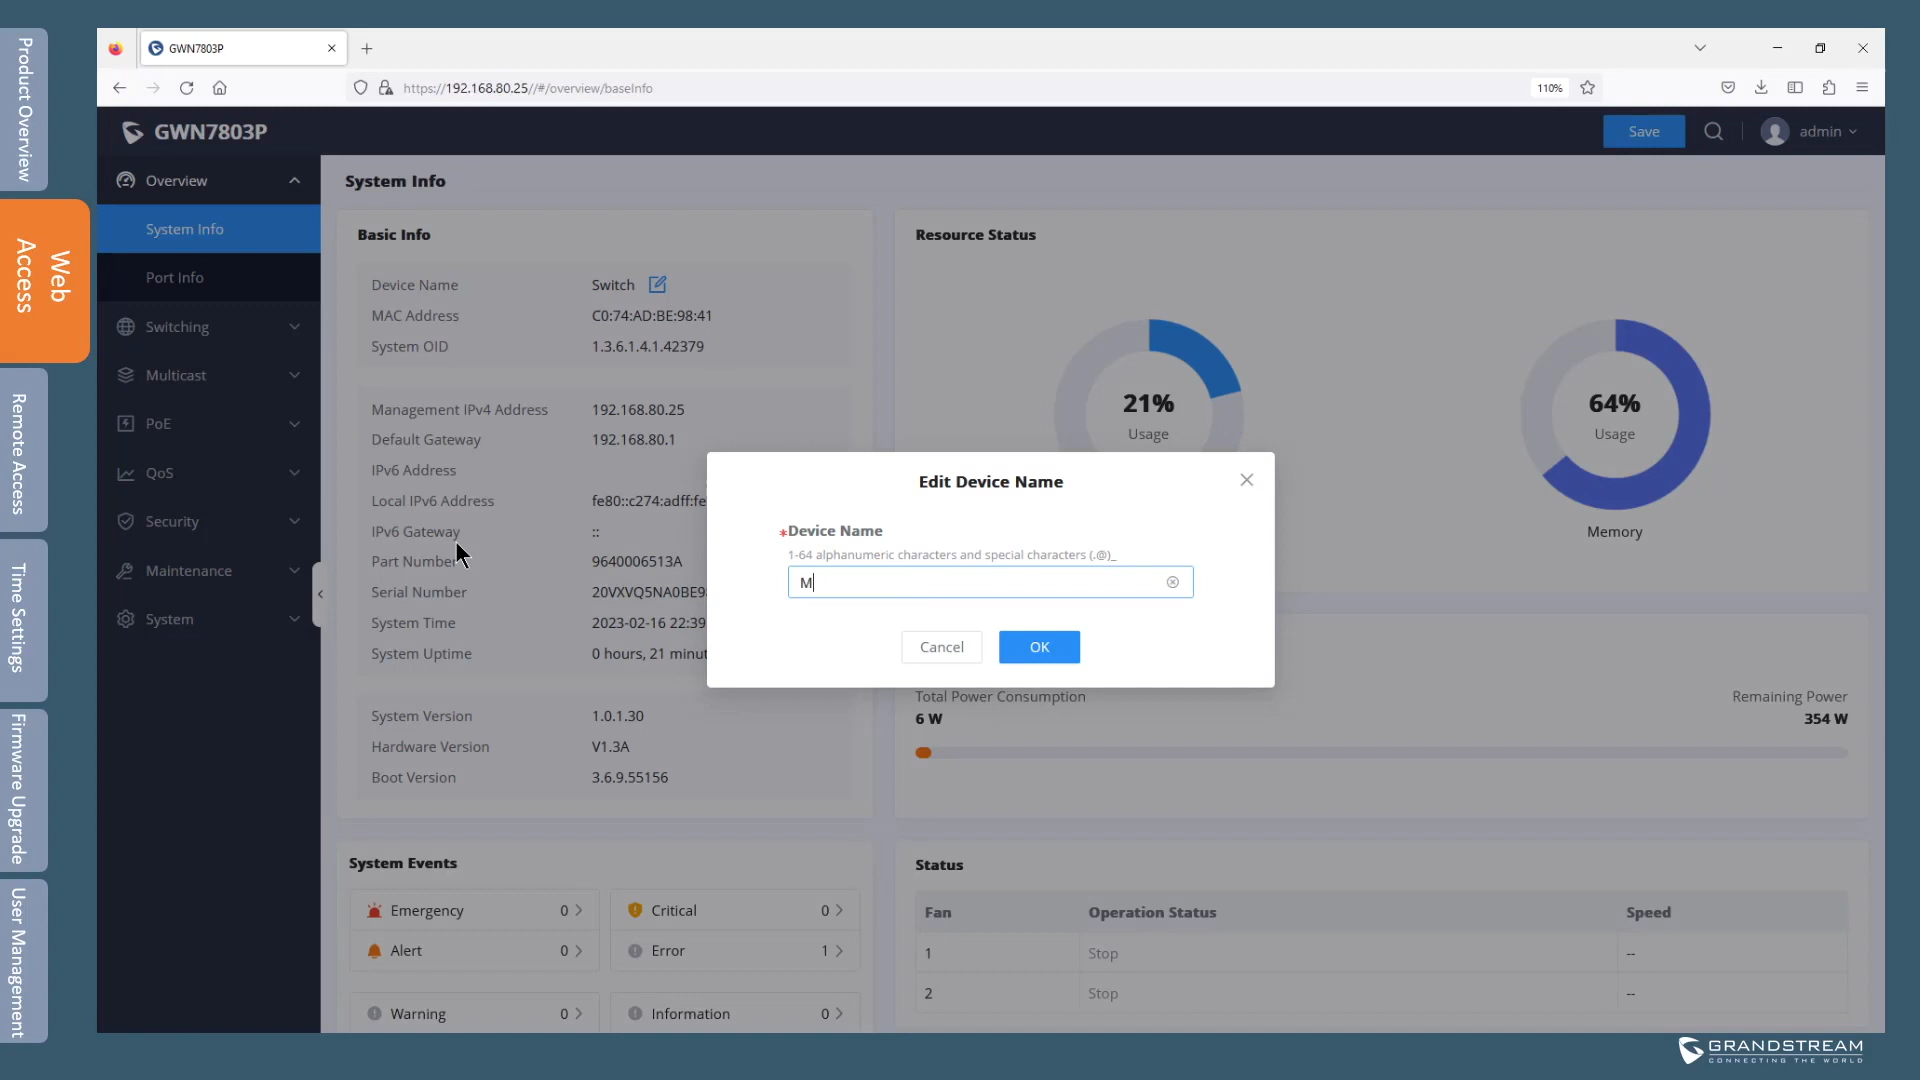 Product Overview
Web
Access
Remote Access
Time Settings
Firmware Upgrade
User Management
GWN7803P
https://192.168.80.25//#/overview/baseInfo
110%
GWN7803P
Save
admin
Overview
System Info
Port Info
Switching
Multicast
PoE
QoS
Security
Maintenance
System
System Info
Basic Info
Device Name Switch
MAC Address C0:74:AD:BE:98:41
System OID 1.3.6.1.4.1.42379
Management IPv4 Address 192.168.80.25
Default Gateway 192.168.80.1
IPv6 Address
Local IPv6 Address fe80::c274:adff:fe
IPv6 Gateway ::
Part Number 9640006513A
Serial Number 20VXVQ5NA0BE9
System Time 2023-02-16 22:39
System Uptime 0 hours, 21 minut
System Version 1.0.1.30
Hardware Version V1.3A
Boot Version 3.6.9.55156
Resource Status
21%
Usage
64%
Usage
Memory
Edit Device Name
*Device Name
1-64 alphanumeric characters and special characters (.@)_
M
Cancel OK
Total Power Consumption Remaining Power
6 W 354 W
System Events
Emergency 0
Critical 0
Alert 0
Error 1
Warning 0
Information 0
Status
Fan Operation Status Speed
1 Stop --
2 Stop --
GRANDSTREAM
CONNECTING THE WORLD